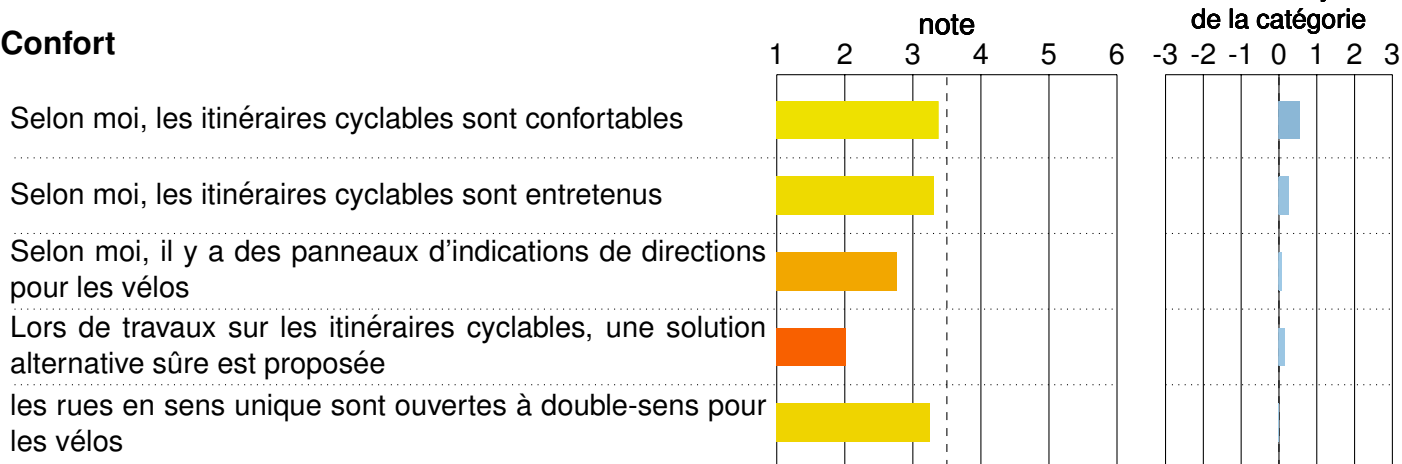 note
de la catégorie
Confort
1 2 3 4 5 6
-3 -2 -1 0 1 2 3
Selon moi, les itinéraires cyclables sont confortables
Selon moi, les itinéraires cyclables sont entretenus
Selon moi, il y a des panneaux d’indications de directions
pour les vélos
Lors de travaux sur les itinéraires cyclables, une solution
alternative sûre est proposée
les rues en sens unique sont ouvertes à double-sens pour
les vélos